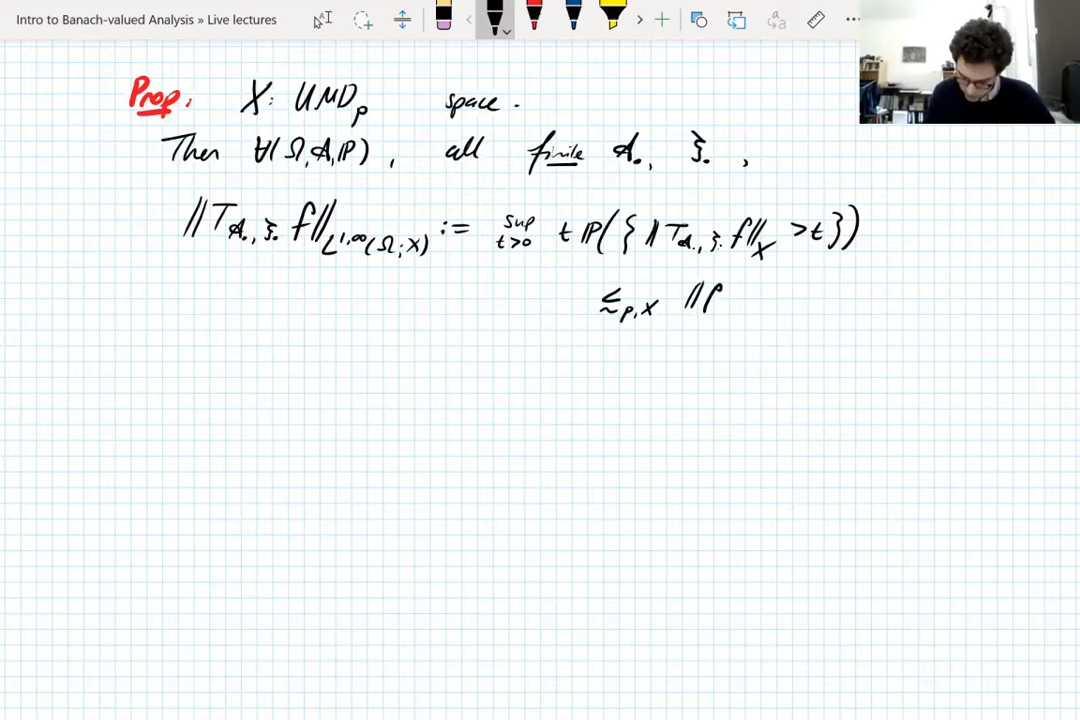 Intro to Banach-valued Analysis » Live lectures
Prop: X: UMD_p space.
Then ∀(Ω, 𝒜, ℙ), all finite 𝒜., ξ.,
‖T_{𝒜., ξ.} f‖_{L^{1,∞}(Ω; X)} := sup_{t>0} t ℙ({‖T_{𝒜., ξ.} f‖_X > t})
≲_{p,X} ‖f